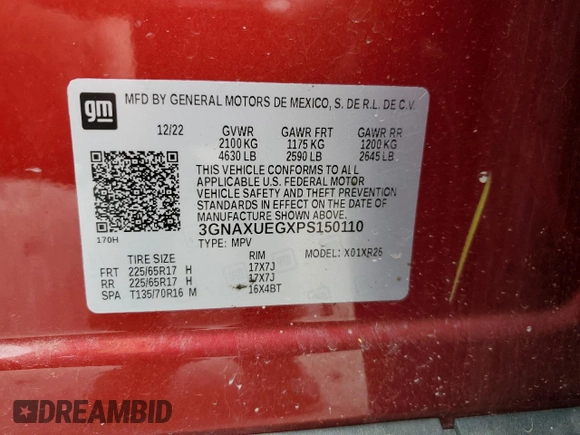 gm
MFD BY GENERAL MOTORS DE MEXICO, S. DE R.L. DE C.V.
12/22 GVWR GAWR FRT GAWR RR
2100 KG 1175 KG 1200 KG
4630 LB 2590 LB 2645 LB
THIS VEHICLE CONFORMS TO ALL
APPLICABLE U.S. FEDERAL MOTOR
VEHICLE SAFETY AND THEFT PREVENTION
STANDARDS IN EFFECT ON THE DATE OF
MANUFACTURE SHOWN ABOVE.
170H
3GNAXUEGXPS150110
TYPE: MPV MODEL: X01XR26
TIRE SIZE RIM
FRT 225/65R17 H 17X7J
RR 225/65R17 H 17X7J
SPA T135/70R16 M 16X4BT
DREAMBID